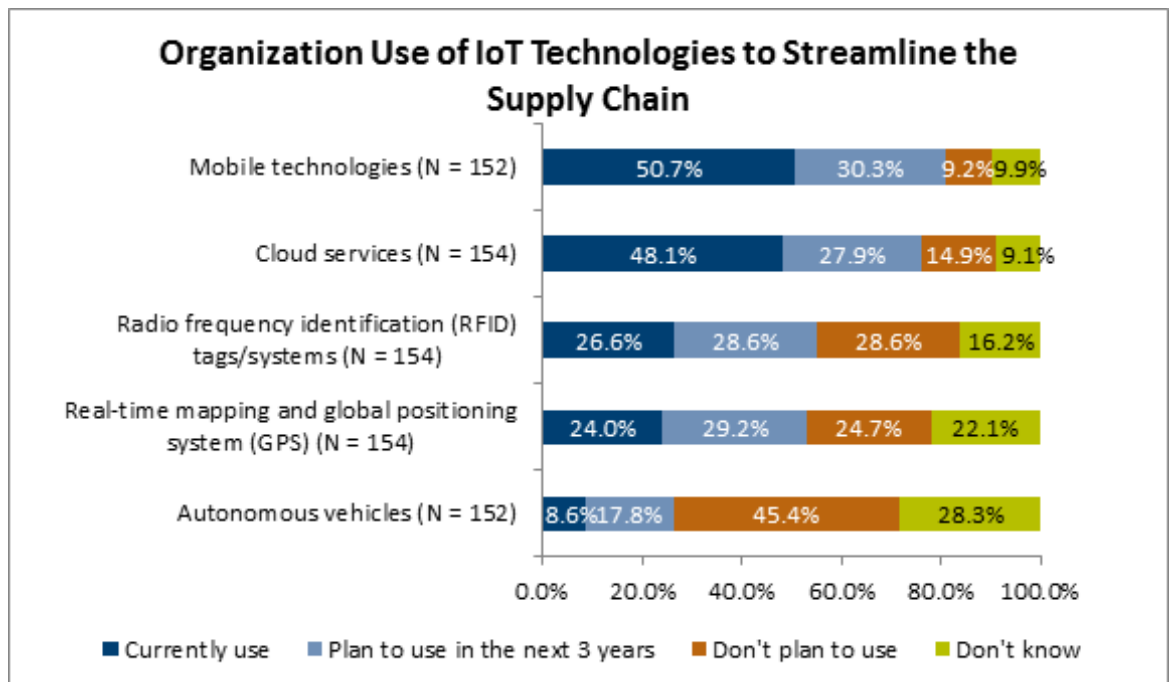 Organization Use of IoT Technologies to Streamline the
Supply Chain
Mobile technologies (N = 152)
50.7% 30.3% 9.2% 9.9%
Cloud services (N = 154)
48.1% 27.9% 14.9% 9.1%
Radio frequency identification (RFID)
tags/systems (N = 154)
26.6% 28.6% 28.6% 16.2%
Real-time mapping and global positioning
system (GPS) (N = 154)
24.0% 29.2% 24.7% 22.1%
Autonomous vehicles (N = 152)
8.6% 17.8% 45.4% 28.3%
0.0% 20.0% 40.0% 60.0% 80.0% 100.0%
Currently use Plan to use in the next 3 years Don't plan to use Don't know